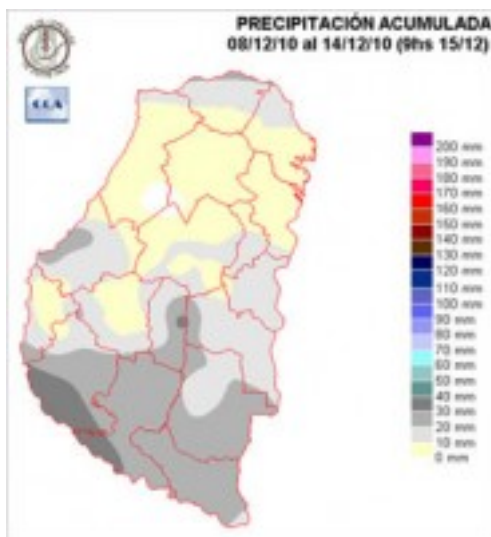 PRECIPITACIÓN ACUMULADA
08/12/10 al 14/12/10 (9hs 15/12)
200 mm
190 mm
180 mm
170 mm
160 mm
150 mm
140 mm
130 mm
120 mm
110 mm
100 mm
90 mm
80 mm
70 mm
60 mm
50 mm
40 mm
30 mm
20 mm
10 mm
0 mm